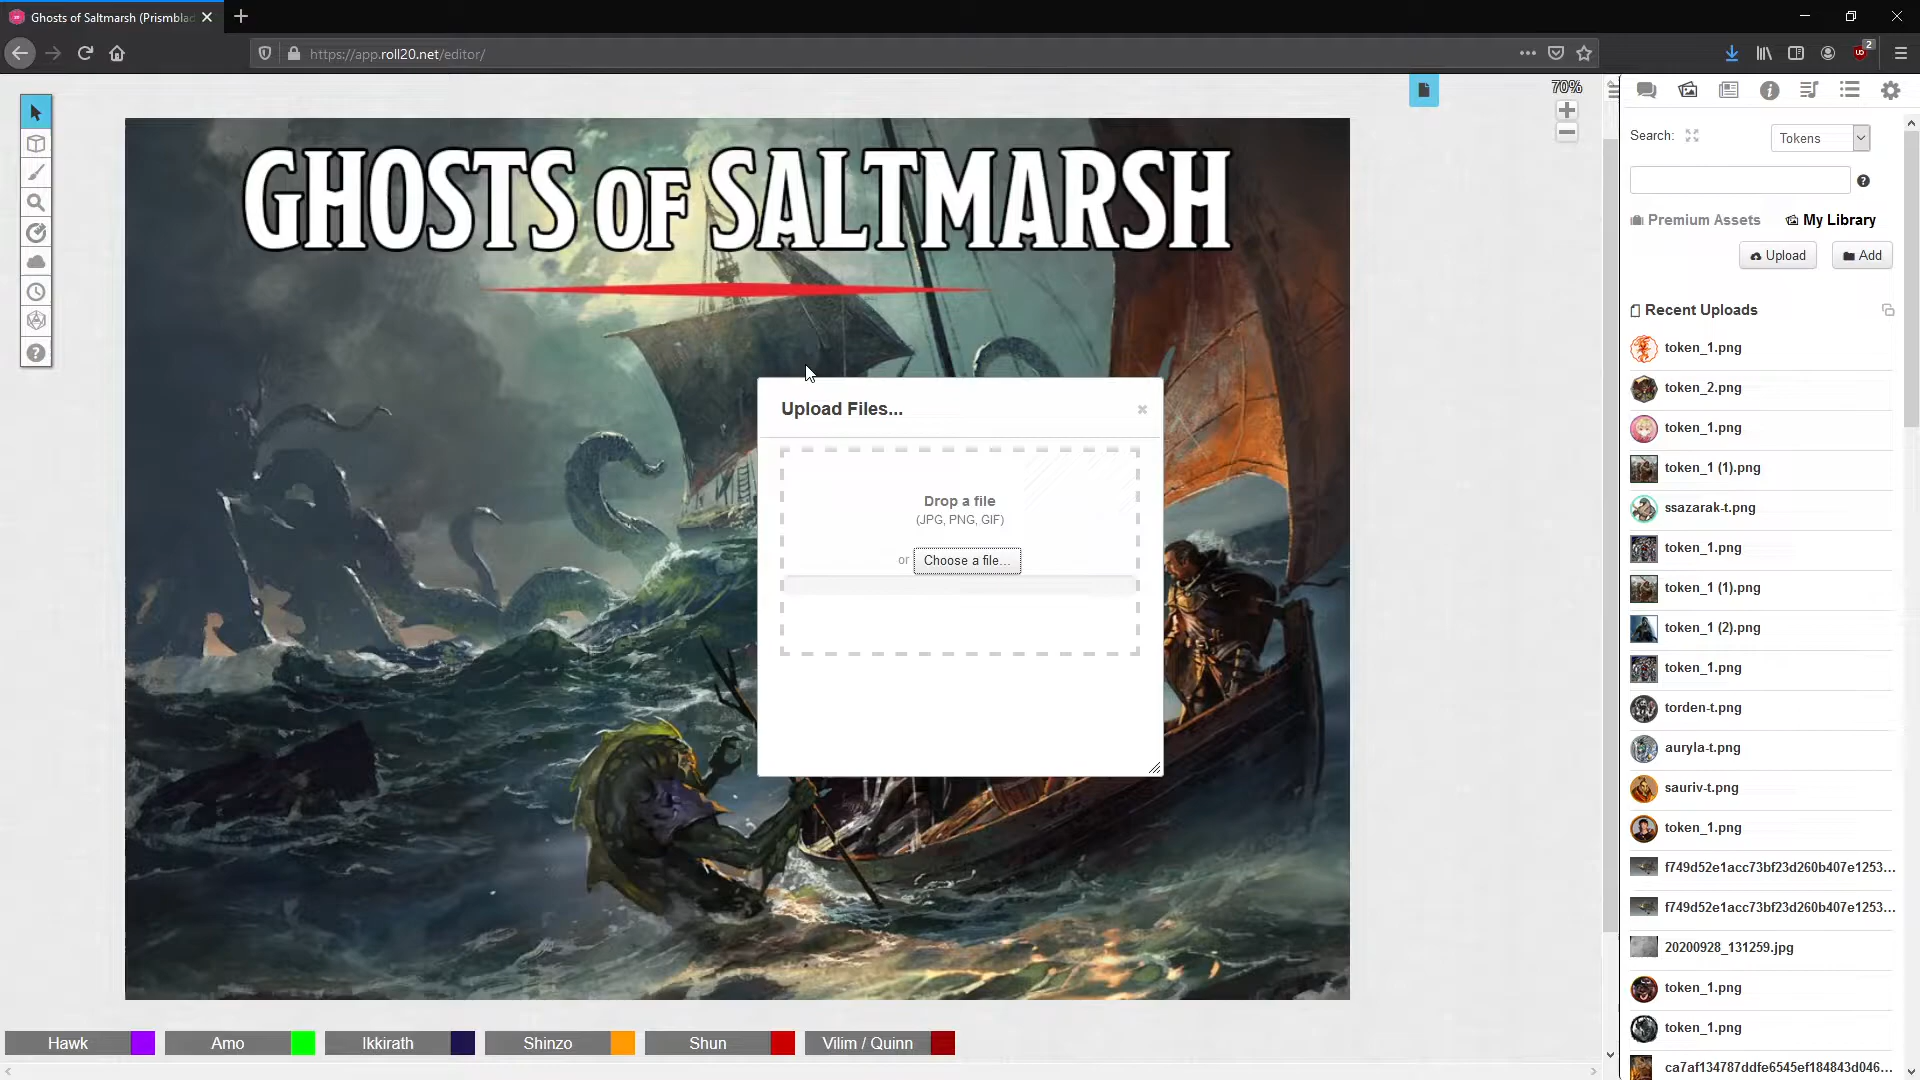 Ghosts of Saltmarsh (Prismblad
https://app.roll20.net/editor/
2
70%
GHOSTS OF SALTMARSH
Upload Files...
Drop a file
(JPG, PNG, GIF)
or Choose a file...
Search:
Tokens
Premium Assets
My Library
Upload
Add
Recent Uploads
token_1.png
token_2.png
token_1.png
token_1 (1).png
ssazarak-t.png
token_1.png
token_1 (1).png
token_1 (2).png
token_1.png
torden-t.png
auryla-t.png
sauriv-t.png
token_1.png
f749d52e1acc73bf23d260b407e1253...
f749d52e1acc73bf23d260b407e1253...
20200928_131259.jpg
token_1.png
token_1.png
ca7af134787ddfe6545ef184843d046...
Hawk
Amo
Ikkirath
Shinzo
Shun
Vilim / Quinn